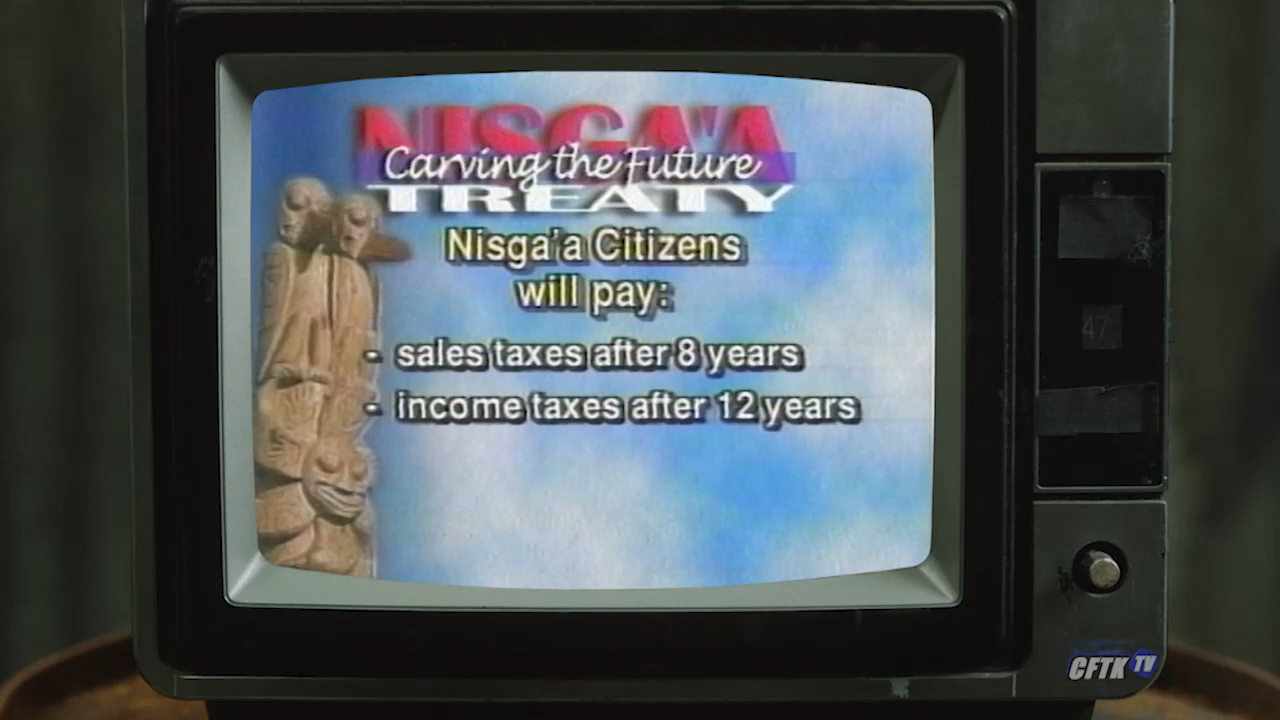 NISGA'A
Carving the Future
TREATY
Nisga'a Citizens
will pay:
- sales taxes after 8 years
- income taxes after 12 years
47
CFTK TV